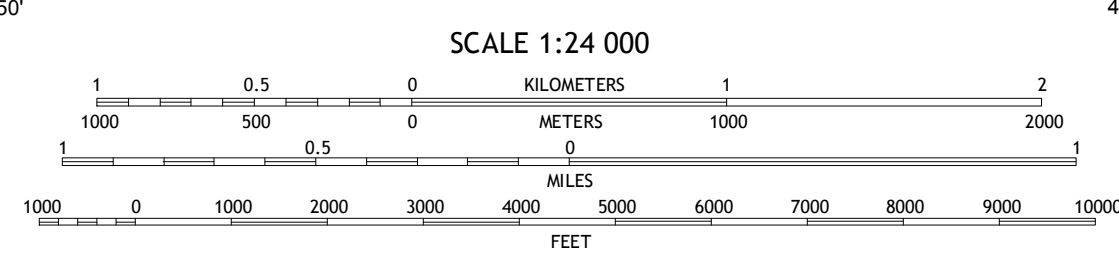 50' 4
SCALE 1:24 000
1 0.5 0 KILOMETERS 1 2
1000 500 0 METERS 1000 2000
1 0.5 0 1
MILES
1000 0 1000 2000 3000 4000 5000 6000 7000 8000 9000 10000
FEET